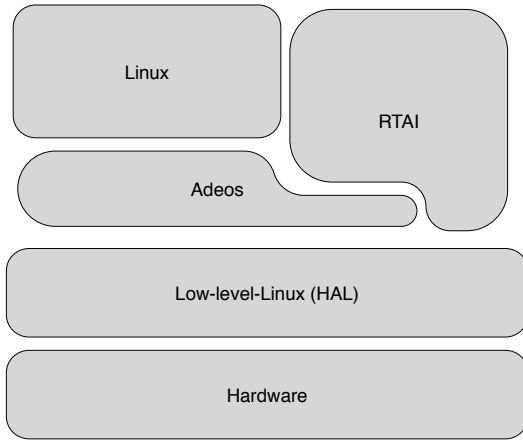 Linux
RTAI
Adeos
Low-level-Linux (HAL)
Hardware